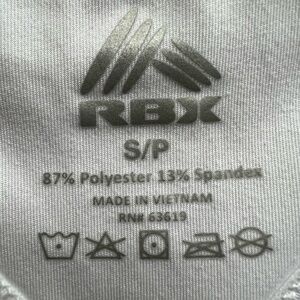 RBX
S/P
87% Polyester 13% Spandex
MADE IN VIETNAM
RN# 63619